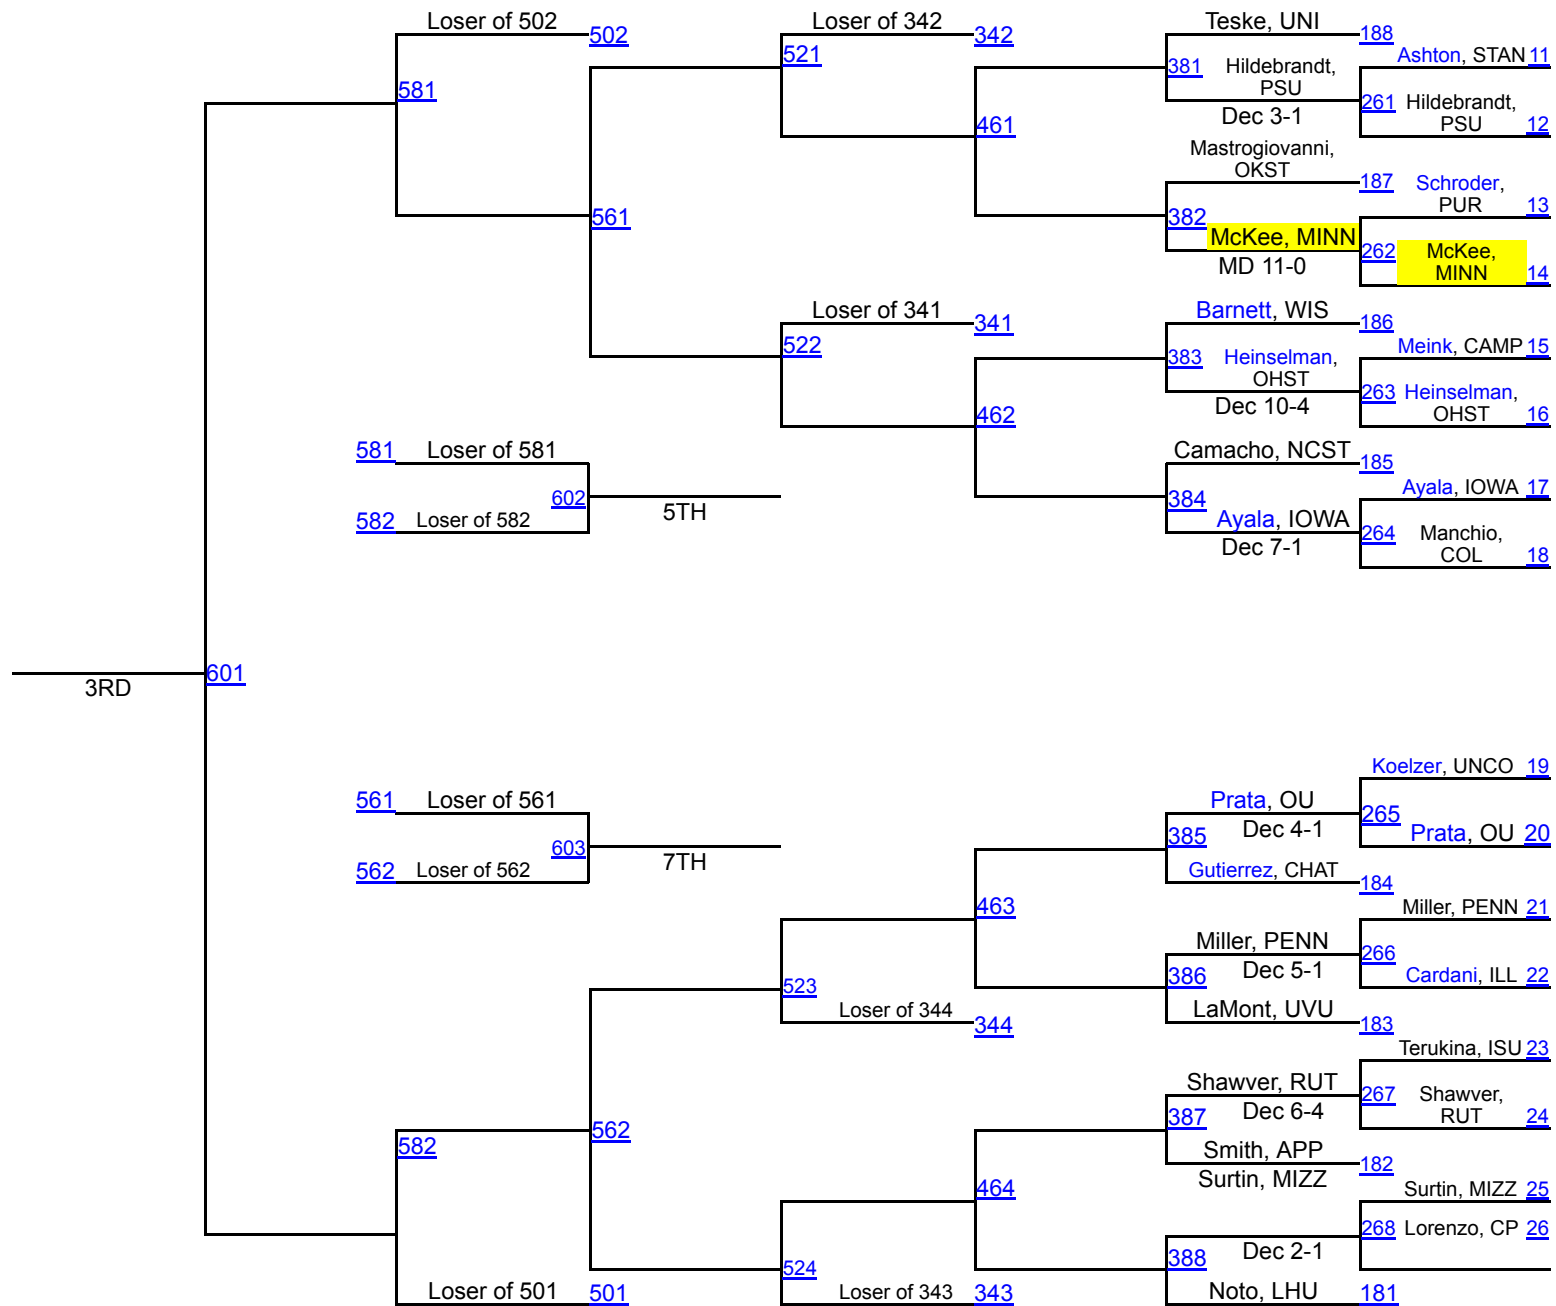 Loser of 502 502
Loser of 342 342
Teske, UNI
188
Ashton, STAN 11
581
521
381 Hildebrandt,
PSU
Dec 3-1
261 Hildebrandt,
PSU 12
461
Mastrogiovanni,
OKST
187
Schroder,
PUR 13
561
382
McKee, MINN
MD 11-0
262 McKee,
MINN 14
Loser of 341 341
522
Barnett, WIS
186
Meink, CAMP 15
383 Heinselman,
OHST
Dec 10-4
263 Heinselman,
OHST 16
462
581 Loser of 581
602
582 Loser of 582
5TH
Camacho, NCST
185
Ayala, IOWA 17
384
Ayala, IOWA
Dec 7-1
264 Manchio,
COL 18
601
3RD
561 Loser of 561
603
562 Loser of 562
7TH
Koelzer, UNCO 19
Prata, OU
Dec 4-1
265
Prata, OU 20
385
Gutierrez, CHAT
184
463
Miller, PENN 21
Miller, PENN
Dec 5-1
266
Cardani, ILL 22
386
523
Loser of 344 344
LaMont, UVU
183
Terukina, ISU 23
Shawver, RUT
Dec 6-4
267 Shawver,
RUT 24
387
562
582
Smith, APP
182
Surtin, MIZZ
464
Surtin, MIZZ 25
268 Lorenzo, CP 26
388 Dec 2-1
524
Loser of 501 501
Loser of 343 343
Noto, LHU 181